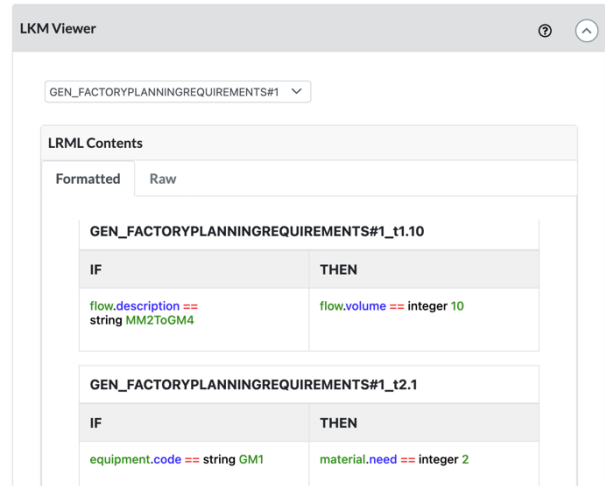 LKM Viewer
GEN_FACTORYPLANNINGREQUIREMENTS#1
LRML Contents
Formatted Raw
GEN_FACTORYPLANNINGREQUIREMENTS#1_t1.10
IF THEN
flow.description == flow.volume == integer 10
string MM2ToGM4
GEN_FACTORYPLANNINGREQUIREMENTS#1_t2.1
IF THEN
equipment.code == string GM1 material.need == integer 2